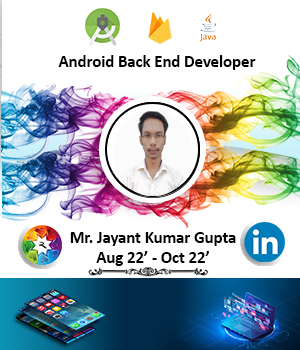 Java
Android Back End Developer
Mr. Jayant Kumar Gupta
in
Aug 22’ - Oct 22’